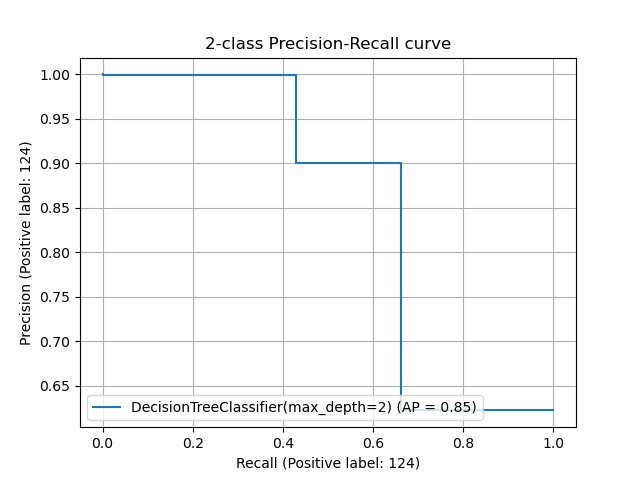 2-class Precision-Recall curve
1.00
0.95
0.90
0.85
0.80
0.75
0.70
0.65
Precision (Positive label: 124)
DecisionTreeClassifier(max_depth=2) (AP = 0.85)
0.0 0.2 0.4 0.6 0.8 1.0
Recall (Positive label: 124)